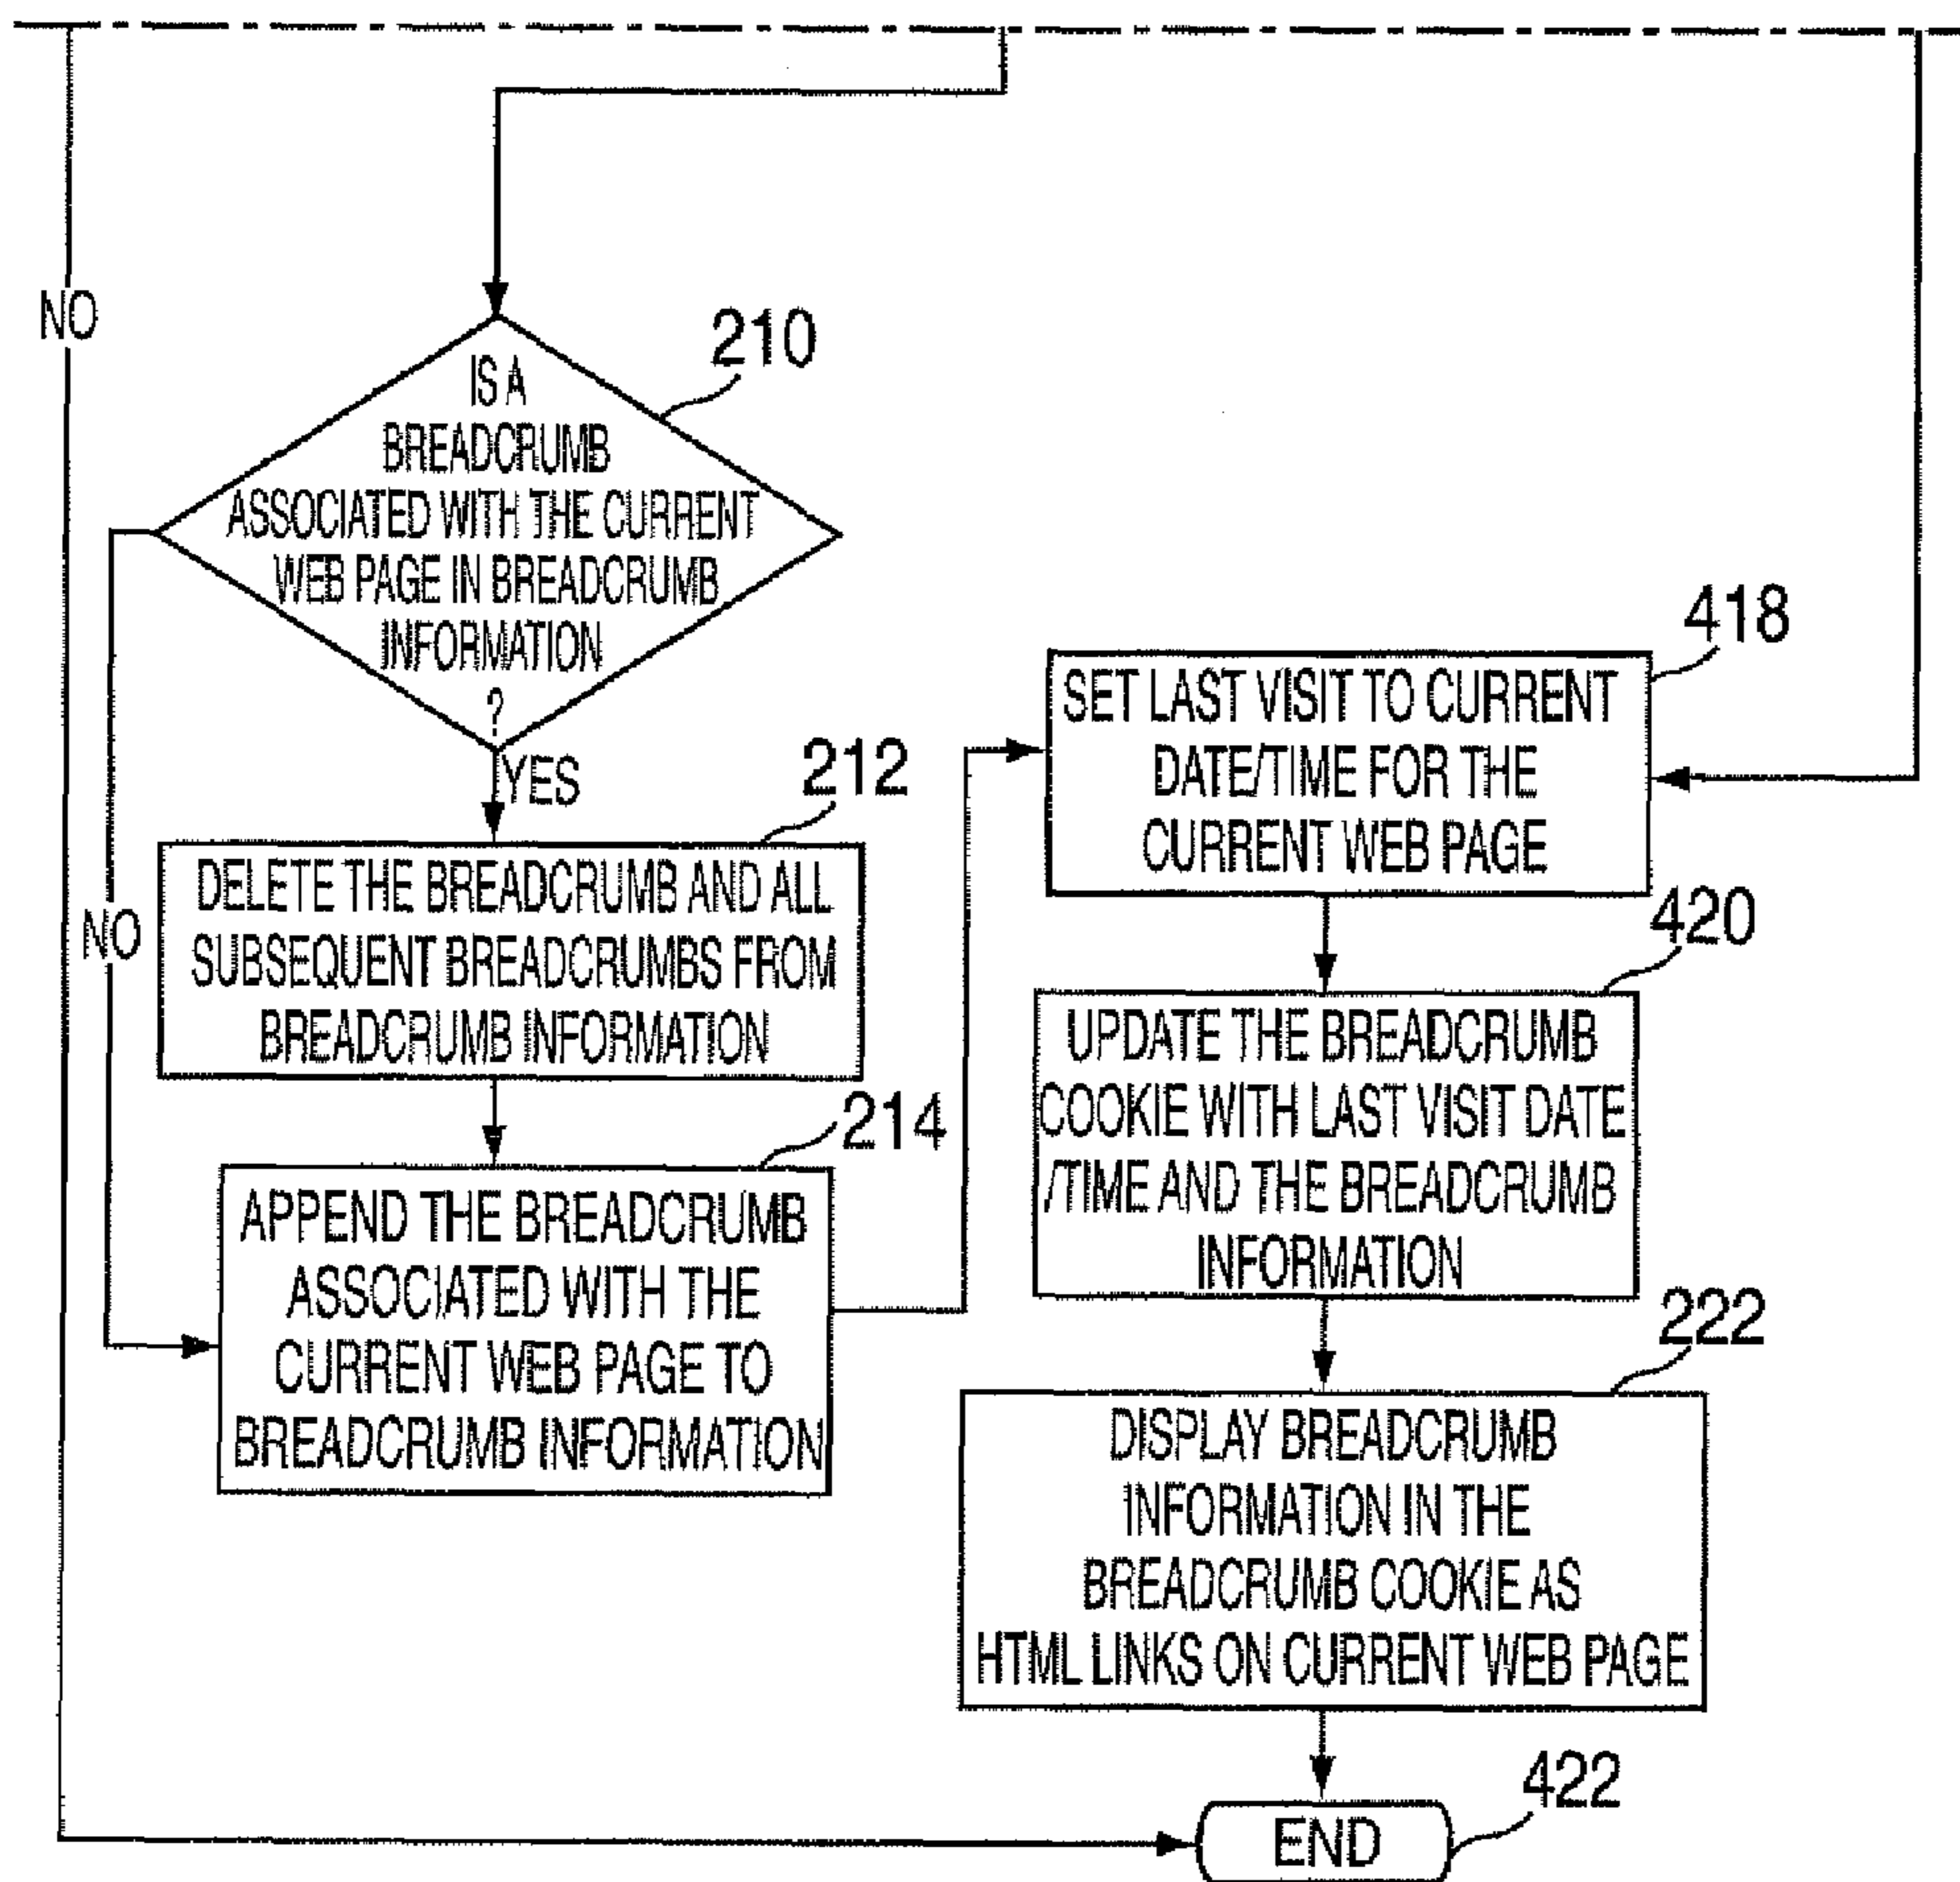 NO
210
IS A
BREADCRUMB
ASSOCIATED WITH THE CURRENT
WEB PAGE IN BREADCRUMB
INFORMATION
?
YES
NO
212
DELETE THE BREADCRUMB AND ALL
SUBSEQUENT BREADCRUMBS FROM
BREADCRUMB INFORMATION
214
APPEND THE BREADCRUMB
ASSOCIATED WITH THE
CURRENT WEB PAGE TO
BREADCRUMB INFORMATION
418
SET LAST VISIT TO CURRENT
DATE/TIME FOR THE
CURRENT WEB PAGE
420
UPDATE THE BREADCRUMB
COOKIE WITH LAST VISIT DATE
/TIME AND THE BREADCRUMB
INFORMATION
222
DISPLAY BREADCRUMB
INFORMATION IN THE
BREADCRUMB COOKIE AS
HTML LINKS ON CURRENT WEB PAGE
422
END